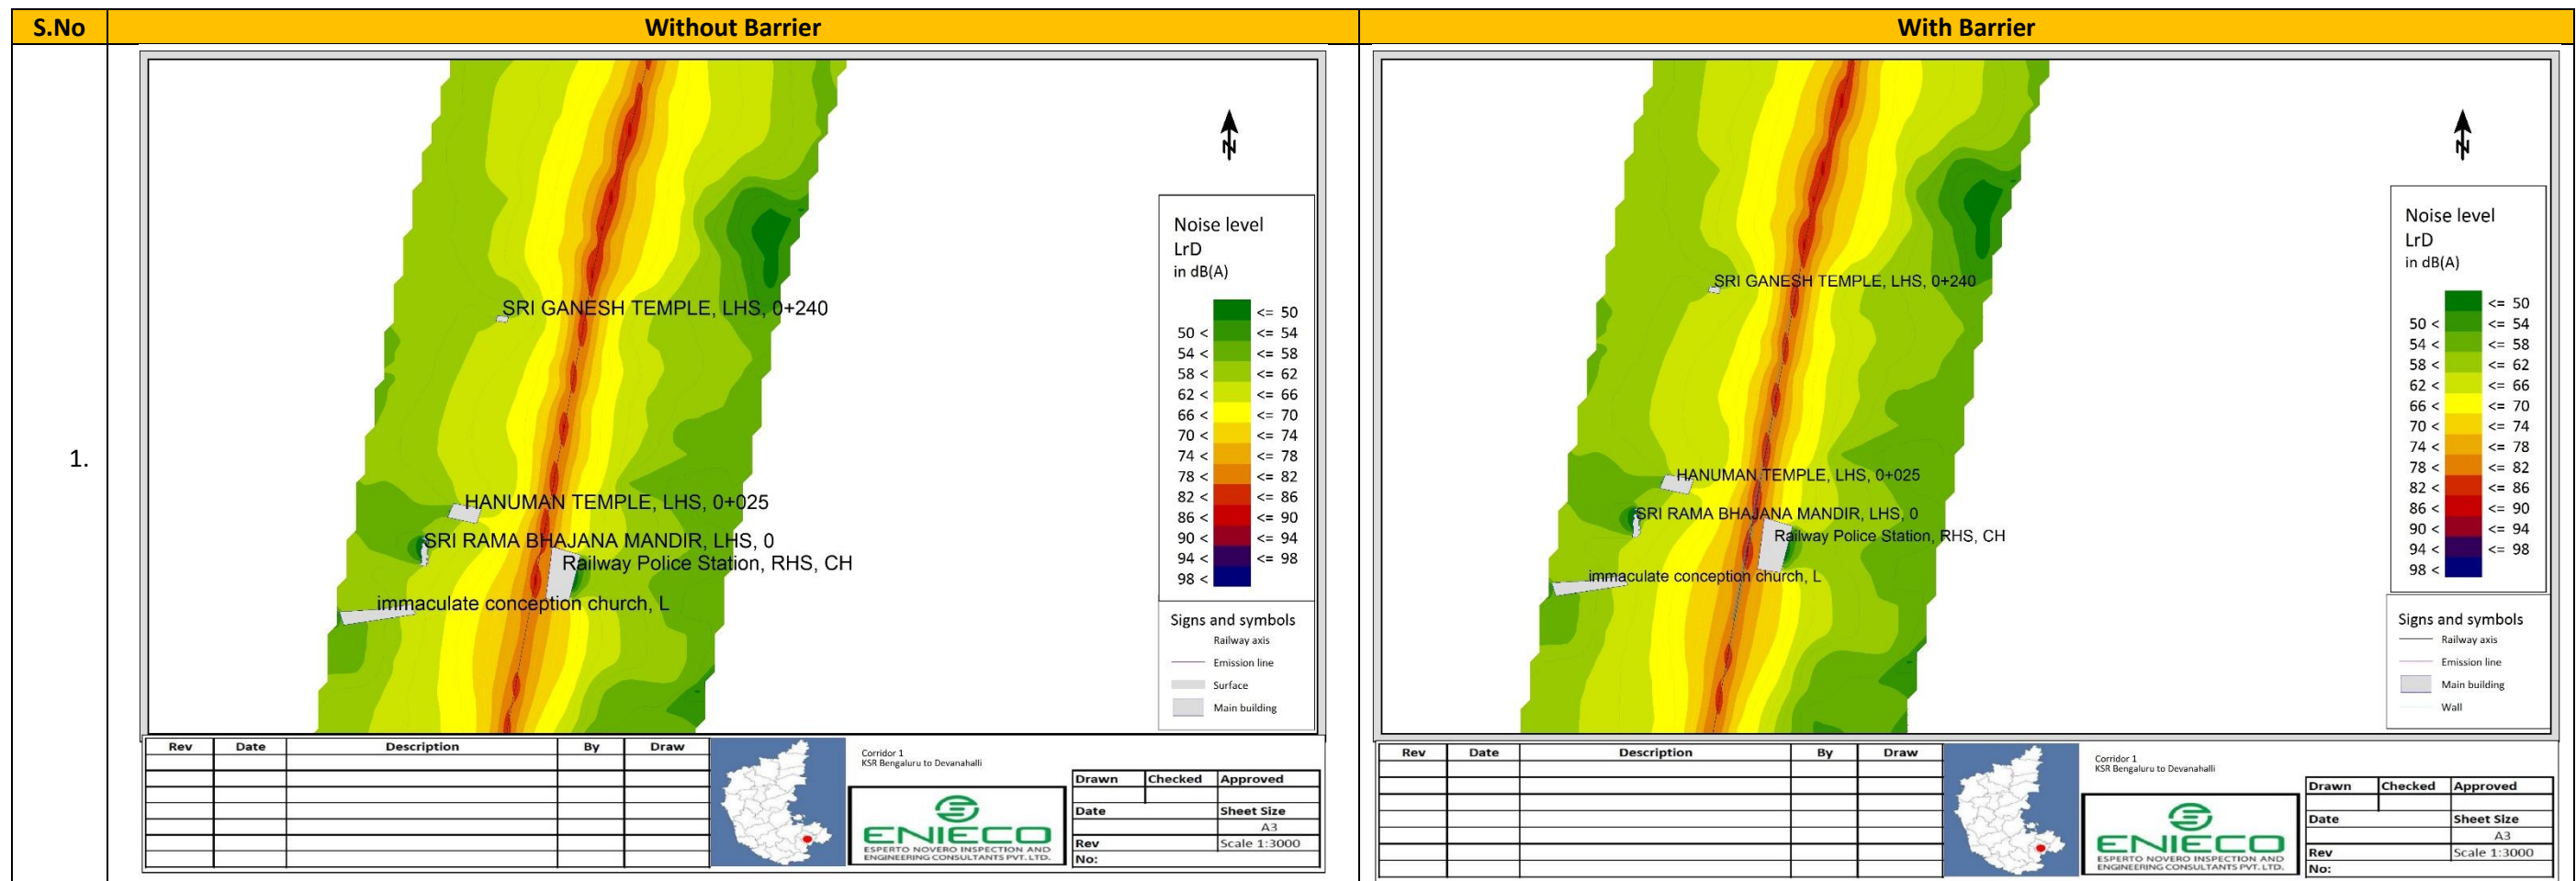 S.No Without Barrier With Barrier
1.
N
SRI GANESH TEMPLE, LHS, 0+240
HANUMAN TEMPLE, LHS, 0+025
SRI RAMA BHAJANA MANDIR, LHS, 0
Railway Police Station, RHS, CH
immaculate conception church, L
Noise level
LrD
in dB(A)
<= 50
50 < <= 54
54 < <= 58
58 < <= 62
62 < <= 66
66 < <= 70
70 < <= 74
74 < <= 78
78 < <= 82
82 < <= 86
86 < <= 90
90 < <= 94
94 < <= 98
98 <
Signs and symbols
Railway axis
Emission line
Surface
Main building
Rev Date Description By Draw
Corridor 1
KSR Bengaluru to Devanahalli
ENIECO
ESPERTO NOVERO INSPECTION AND
ENGINEERING CONSULTANTS PVT. LTD.
Drawn Checked Approved
Date Sheet Size
A3
Rev Scale 1:3000
No:
N
SRI GANESH TEMPLE, LHS, 0+240
HANUMAN TEMPLE, LHS, 0+025
SRI RAMA BHAJANA MANDIR, LHS, 0
Railway Police Station, RHS, CH
immaculate conception church, L
Noise level
LrD
in dB(A)
<= 50
50 < <= 54
54 < <= 58
58 < <= 62
62 < <= 66
66 < <= 70
70 < <= 74
74 < <= 78
78 < <= 82
82 < <= 86
86 < <= 90
90 < <= 94
94 < <= 98
98 <
Signs and symbols
Railway axis
Emission line
Main building
Wall
Rev Date Description By Draw
Corridor 1
KSR Bengaluru to Devanahalli
ENIECO
ESPERTO NOVERO INSPECTION AND
ENGINEERING CONSULTANTS PVT. LTD.
Drawn Checked Approved
Date Sheet Size
A3
Rev Scale 1:3000
No: